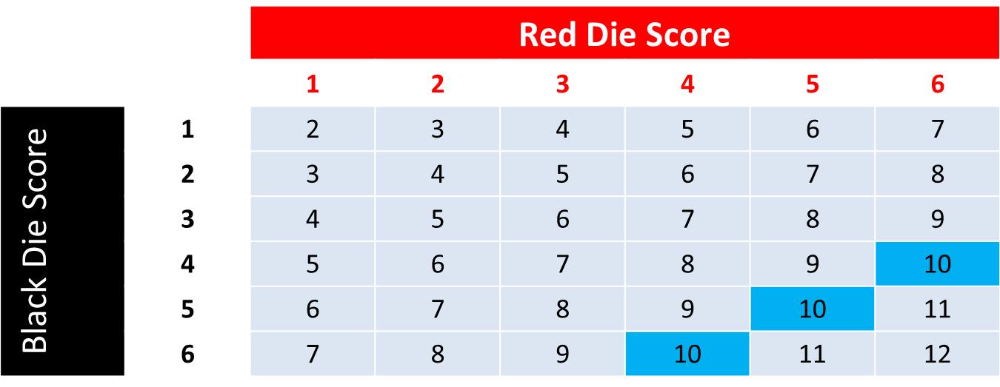 Red Die Score
1 2 3 4 5 6
Black Die Score
1 2 3 4 5 6 7
2 3 4 5 6 7 8
3 4 5 6 7 8 9
4 5 6 7 8 9 10
5 6 7 8 9 10 11
6 7 8 9 10 11 12